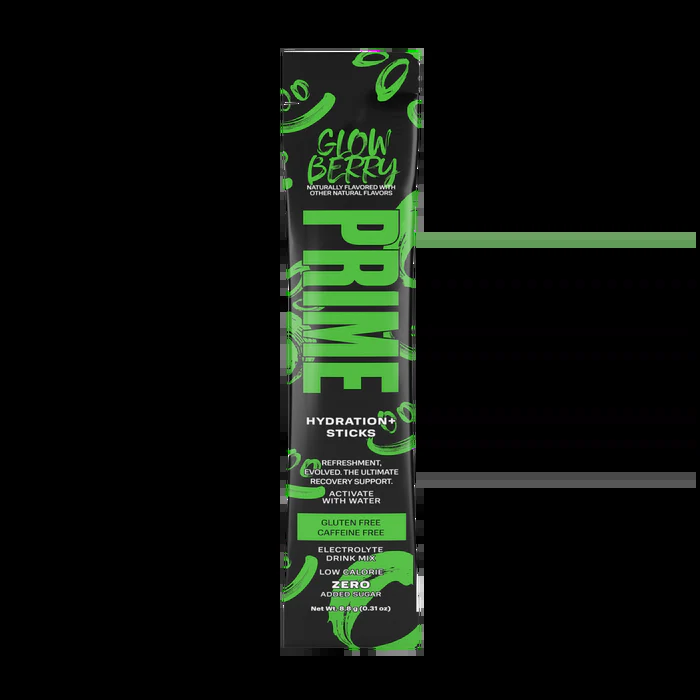 GLOW
BERRY
NATURALLY FLAVORED WITH
OTHER NATURAL FLAVORS
PRIME
HYDRATION+
STICKS
REFRESHMENT,
EVOLVED. THE ULTIMATE
RECOVERY SUPPORT.
ACTIVATE
WITH WATER
GLUTEN FREE
CAFFEINE FREE
ELECTROLYTE
DRINK MIX
LOW CALORIE
ZERO
ADDED SUGAR
Net Wt. 8.8 g (0.31 oz)